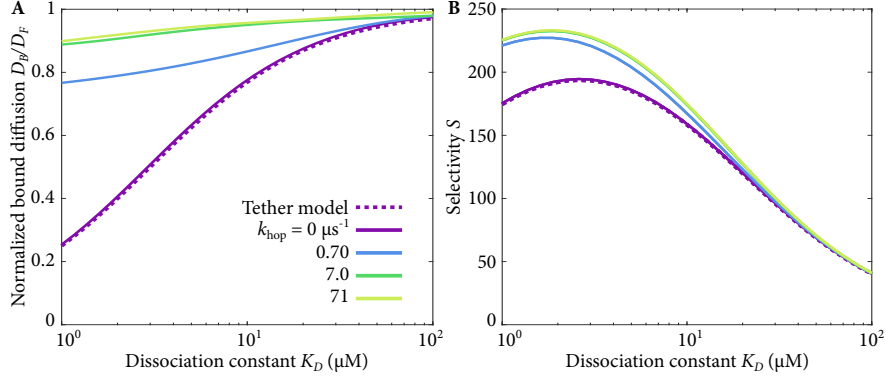 A
Normalized bound diffusion D_B/D_F
1
0.8
0.6
0.4
0.2
0
10^0
10^1
10^2
Dissociation constant K_D (µM)
Tether model
k_hop = 0 µs^-1
0.70
7.0
71
B
Selectivity S
250
200
150
100
50
0
10^0
10^1
10^2
Dissociation constant K_D (µM)